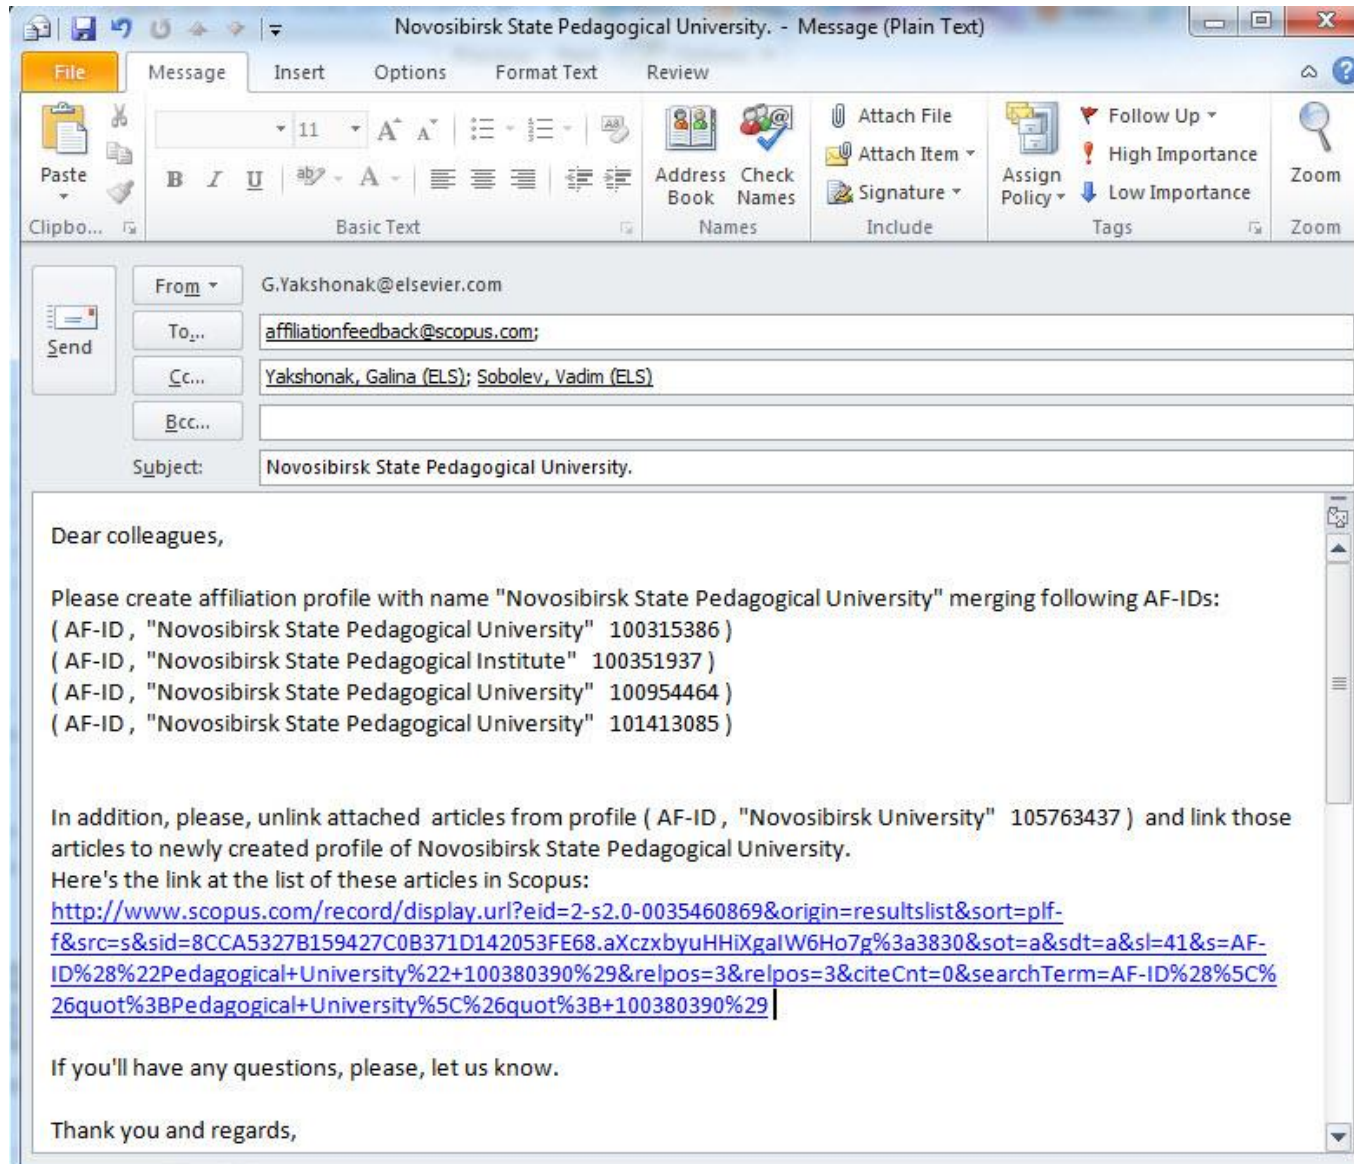 Novosibirsk State Pedagogical University. - Message (Plain Text)
File Message Insert Options Format Text Review
Paste
Clipbo...
11
B I U
Basic Text
Address Book
Check Names
Names
Attach File
Attach Item
Signature
Include
Assign Policy
Follow Up
High Importance
Low Importance
Tags
Zoom
Zoom
Send
From G.Yakshonak@elsevier.com
To... affiliationfeedback@scopus.com;
Cc... Yakshonak, Galina (ELS); Sobolev, Vadim (ELS)
Bcc...
Subject: Novosibirsk State Pedagogical University.
Dear colleagues,
Please create affiliation profile with name "Novosibirsk State Pedagogical University" merging following AF-IDs:
( AF-ID , "Novosibirsk State Pedagogical University" 100315386 )
( AF-ID , "Novosibirsk State Pedagogical Institute" 100351937 )
( AF-ID , "Novosibirsk State Pedagogical University" 100954464 )
( AF-ID , "Novosibirsk State Pedagogical University" 101413085 )
In addition, please, unlink attached articles from profile ( AF-ID , "Novosibirsk University" 105763437 ) and link those
articles to newly created profile of Novosibirsk State Pedagogical University.
Here's the link at the list of these articles in Scopus:
http://www.scopus.com/record/display.url?eid=2-s2.0-0035460869&origin=resultslist&sort=plf-
f&src=s&sid=8CCA5327B159427C0B371D142053FE68.aXczxbyuHHiXgaIW6Ho7g%3a3830&sot=a&sdt=a&sl=41&s=AF-
ID%28%22Pedagogical+University%22+100380390%29&relpos=3&relpos=3&citeCnt=0&searchTerm=AF-ID%28%5C%
26quot%3BPedagogical+University%5C%26quot%3B+100380390%29
If you'll have any questions, please, let us know.
Thank you and regards,